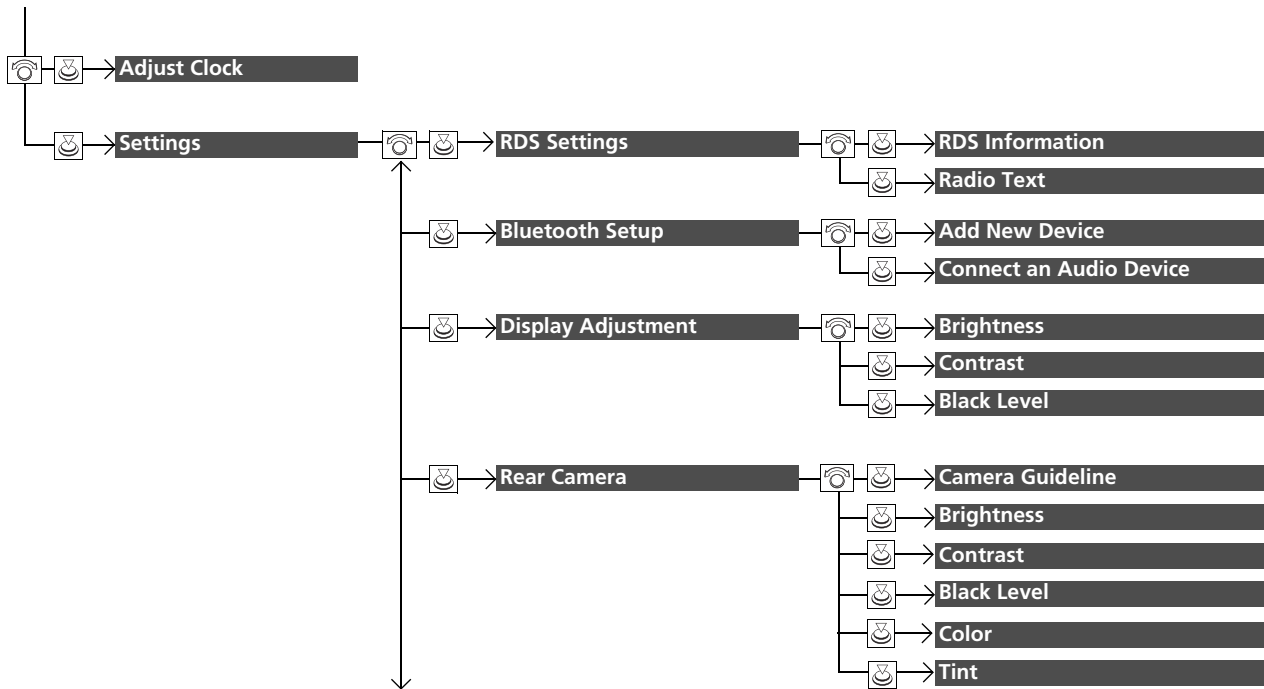 Adjust Clock
Settings
RDS Settings
RDS Information
Radio Text
Bluetooth Setup
Add New Device
Connect an Audio Device
Display Adjustment
Brightness
Contrast
Black Level
Rear Camera
Camera Guideline
Brightness
Contrast
Black Level
Color
Tint